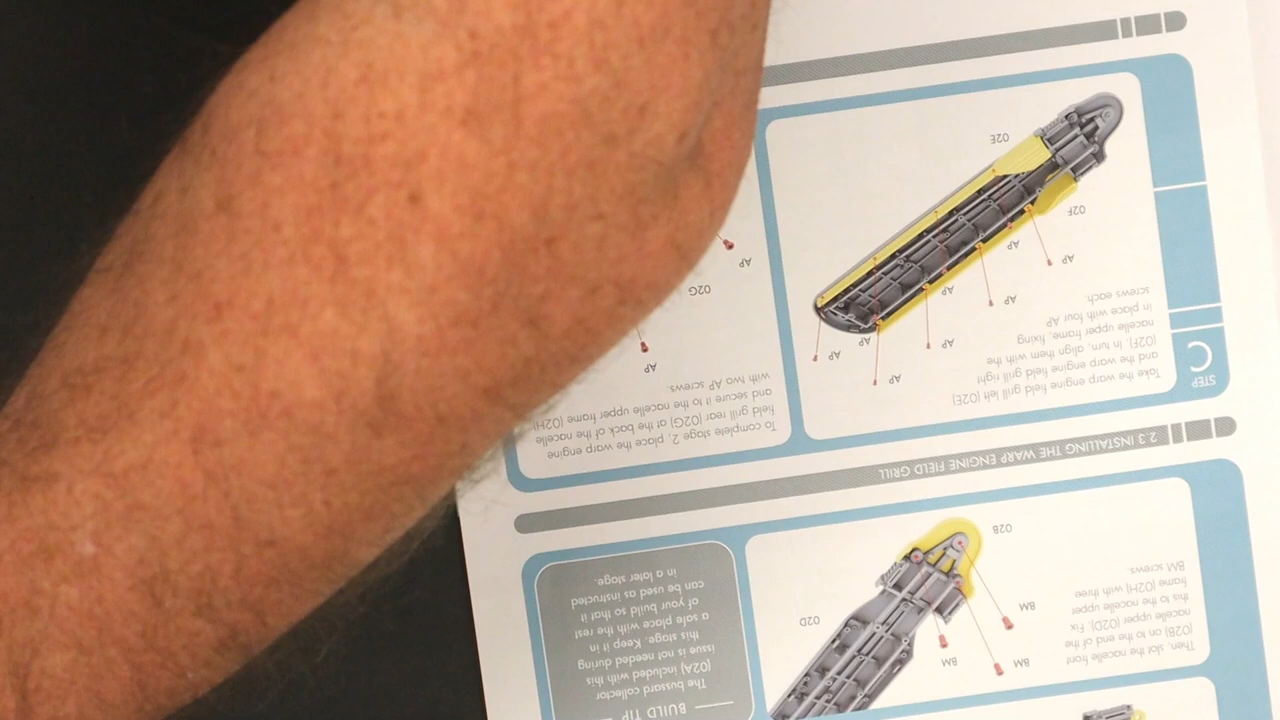 BUILD TIP
The bussard collector
(02A) included with this
issue is not needed during
this stage. Keep it in
a safe place with the rest
of your build so that it
can be used as instructed
in a later stage.
Then, slot nacelle front
(02B) on to the end of the
nacelle upper (02D). Fix
this to the nacelle upper
frame (02H) with three
BM screws.
BM
BM
BM
02D
02B
2.3 INSTALLING THE WARP ENGINE FIELD GRILL
STEP
C
Take the warp engine field grill left (02E)
and the warp engine field grill right
(02F). In turn, align them with the
nacelle upper frame, fixing
in place with four AP
screws each.
AP
AP
AP
AP
AP
AP
AP
AP
02F
02E
To complete stage 2, place the warp engine
field grill rear (02G) at the back of the nacelle
and secure it to the nacelle upper frame (02H)
with two AP screws.
AP
02G
AP